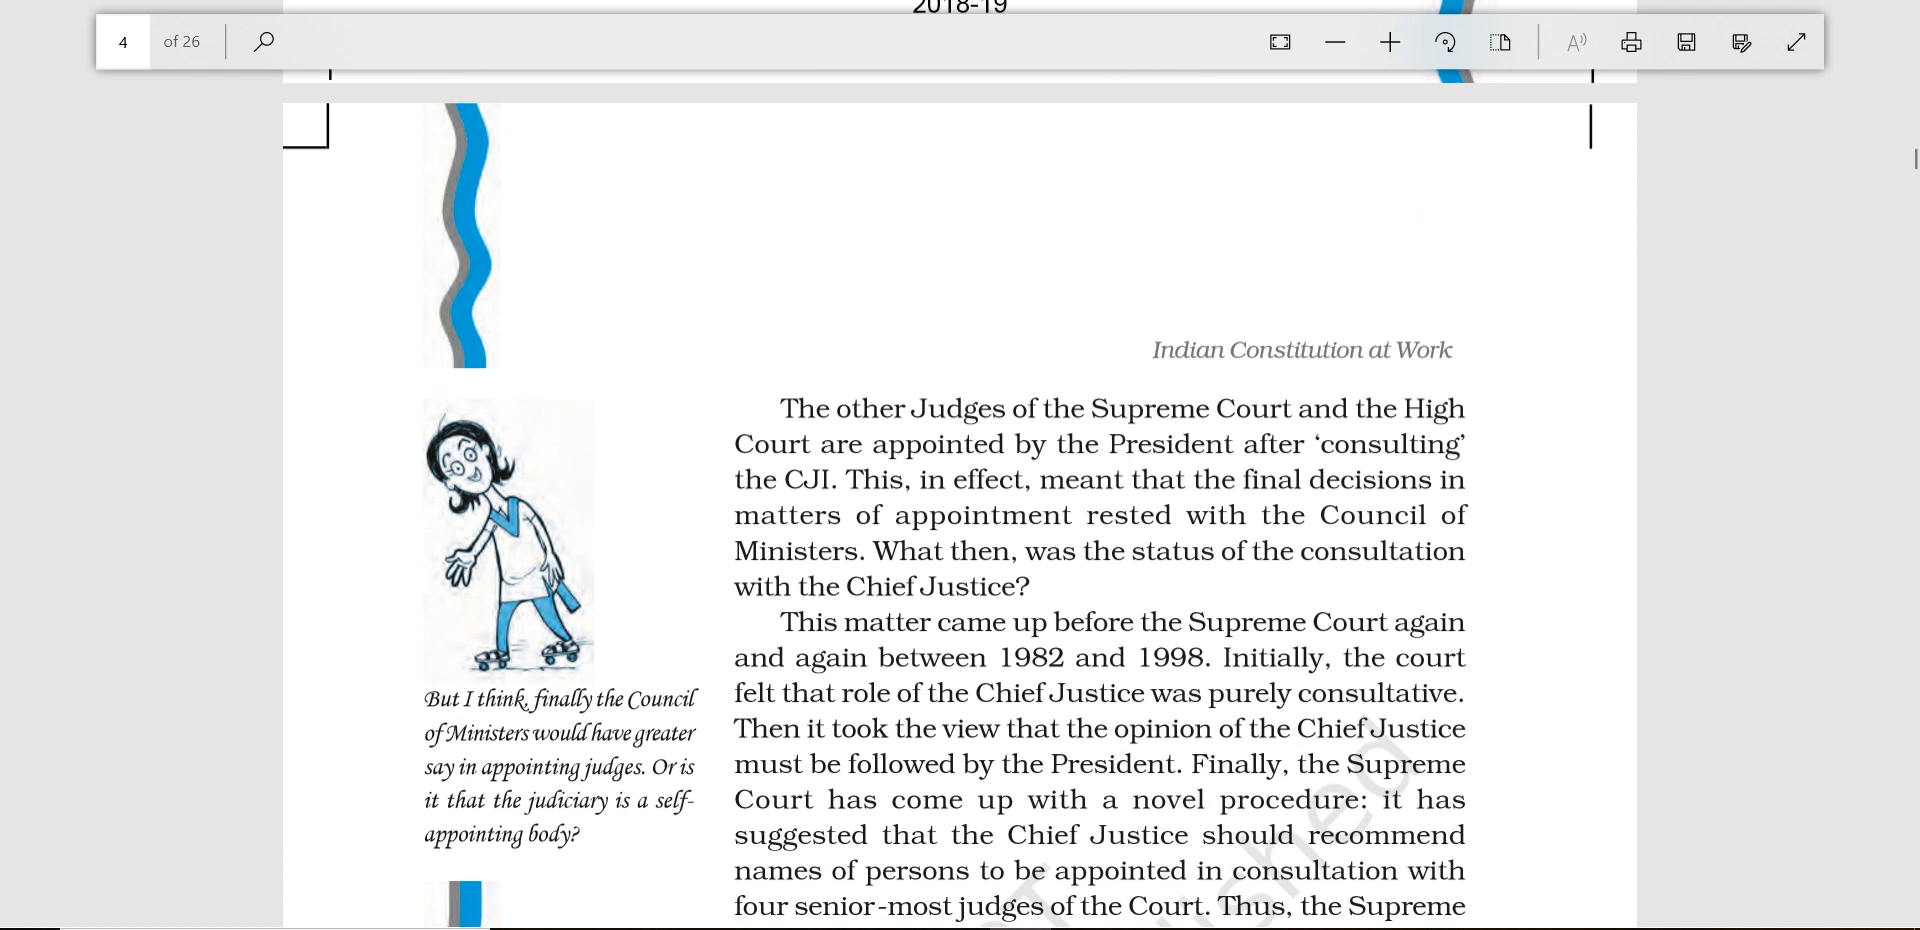 2018-19
4 of 26
Indian Constitution at Work
The other Judges of the Supreme Court and the High
Court are appointed by the President after ‘consulting’
the CJI. This, in effect, meant that the final decisions in
matters of appointment rested with the Council of
Ministers. What then, was the status of the consultation
with the Chief Justice?
This matter came up before the Supreme Court again
and again between 1982 and 1998. Initially, the court
felt that role of the Chief Justice was purely consultative.
Then it took the view that the opinion of the Chief Justice
must be followed by the President. Finally, the Supreme
Court has come up with a novel procedure: it has
suggested that the Chief Justice should recommend
names of persons to be appointed in consultation with
four senior-most judges of the Court. Thus, the Supreme
But I think, finally the Council
of Ministers would have greater
say in appointing judges. Or is
it that the judiciary is a self-
appointing body?